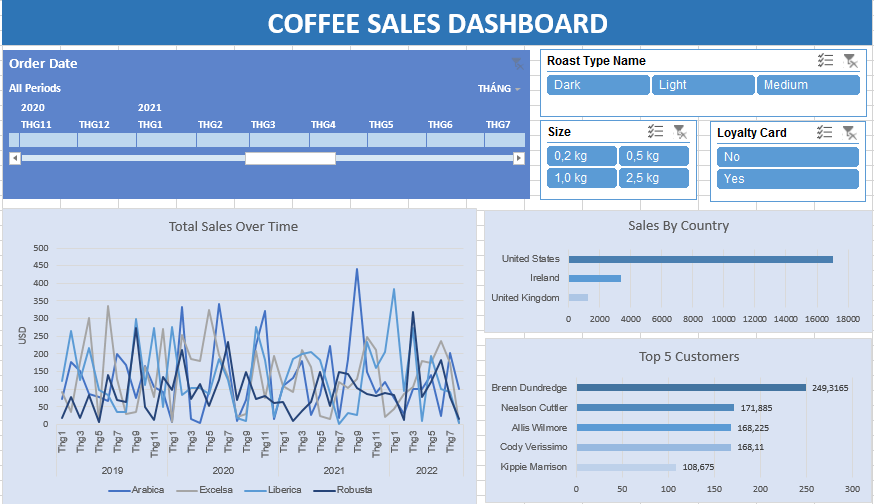 COFFEE SALES DASHBOARD
Order Date
All Periods
THÁNG
2020 2021
THG11 THG12 THG1 THG2 THG3 THG4 THG5 THG6 THG7
Roast Type Name
Dark Light Medium
Size
0,2 kg 0,5 kg
1,0 kg 2,5 kg
Loyalty Card
No
Yes
Total Sales Over Time
500
450
400
350
300
250
200
150
100
50
0
USD
Thg1 Thg3 Thg5 Thg7 Thg9 Thg11 Thg1 Thg3 Thg5 Thg7 Thg9 Thg11 Thg1 Thg3 Thg5 Thg7 Thg9 Thg11 Thg1 Thg3 Thg5 Thg7
2019 2020 2021 2022
Arabica Excelsa Liberica Robusta
Sales By Country
United States
Ireland
United Kingdom
0 2000 4000 6000 8000 10000 12000 14000 16000 18000
Top 5 Customers
Brenn Dundredge 249,3165
Nealson Cuttler 171,885
Allis Wilmore 168,225
Cody Verissimo 168,11
Kippie Marrison 108,675
0 50 100 150 200 250 300